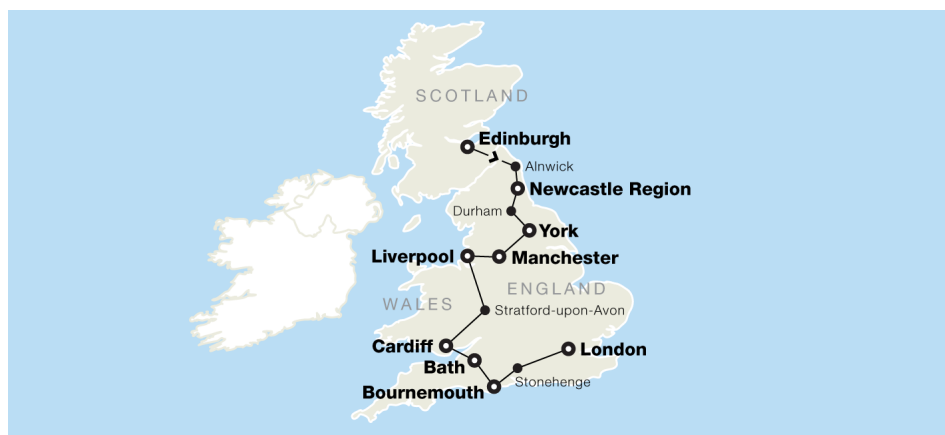 SCOTLAND
Edinburgh
Alnwick
Newcastle Region
Durham
York
Liverpool
Manchester
ENGLAND
WALES
Stratford-upon-Avon
Cardiff
London
Bath
Stonehenge
Bournemouth